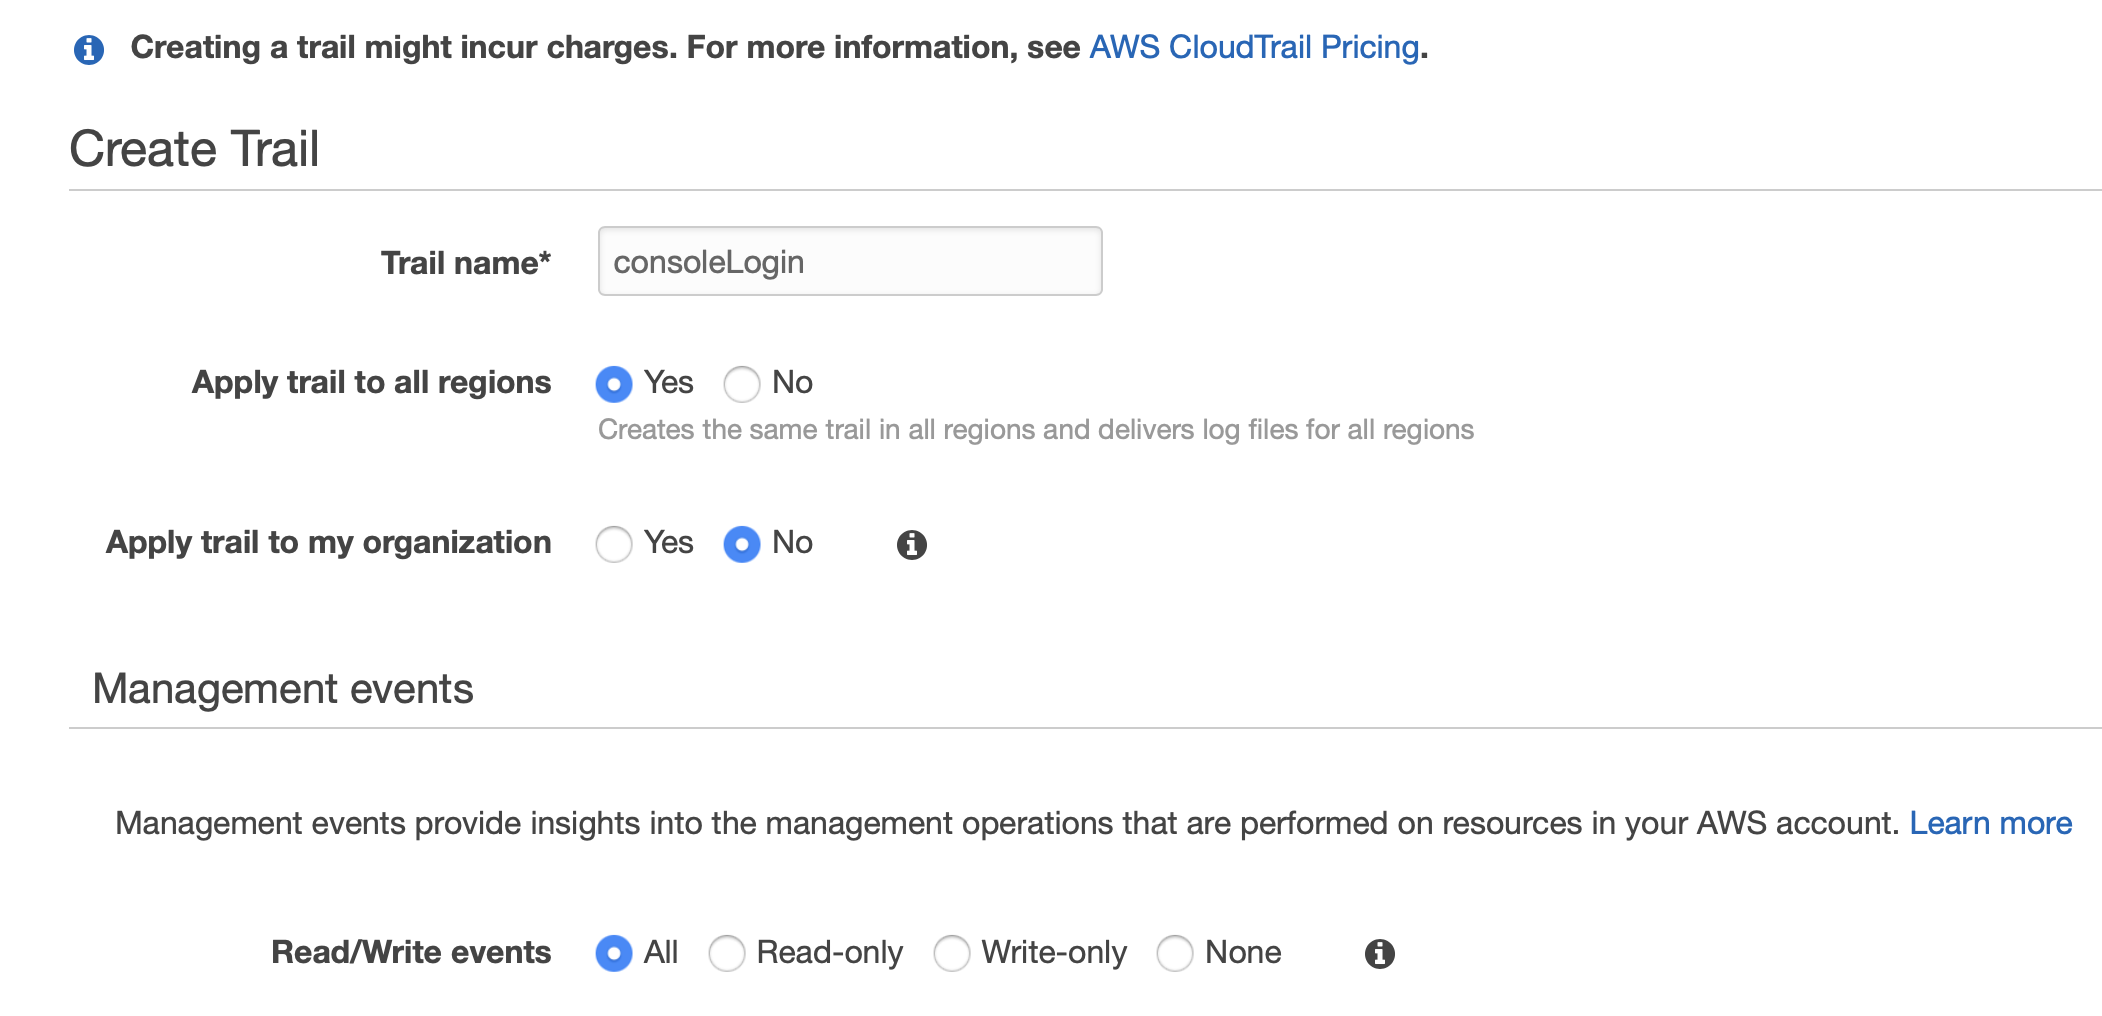 Creating a trail might incur charges. For more information, see AWS CloudTrail Pricing.
Create Trail
Trail name* consoleLogin
Apply trail to all regions Yes No
Creates the same trail in all regions and delivers log files for all regions
Apply trail to my organization Yes No
Management events
Management events provide insights into the management operations that are performed on resources in your AWS account. Learn more
Read/Write events All Read-only Write-only None